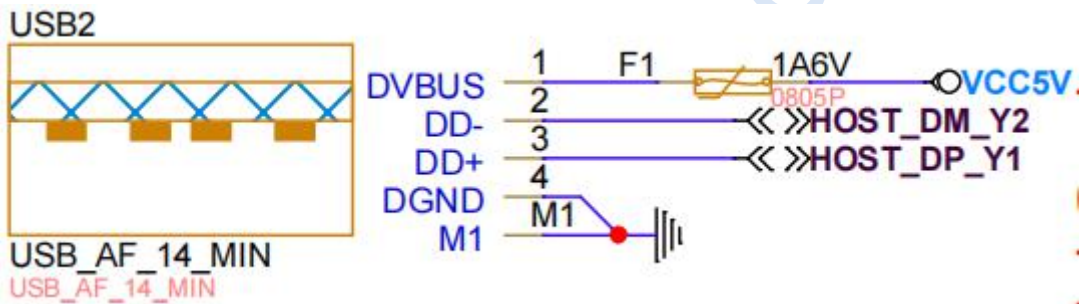 USB2
USB_AF_14_MIN
USB_AF_14_MIN
DVBUS 1 F1 1A6V VCC5V
0805P
DD- 2 HOST_DM_Y2
DD+ 3 HOST_DP_Y1
DGND 4
M1 M1